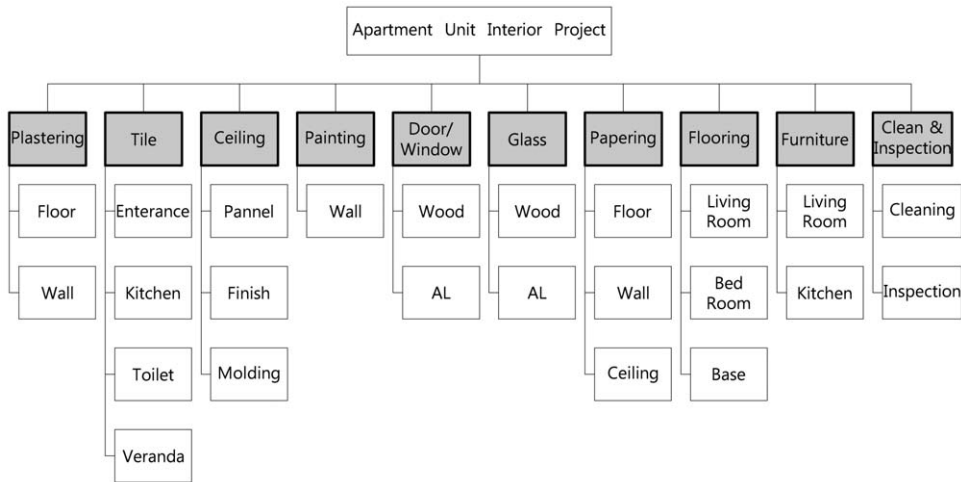 Apartment Unit Interior Project
Plastering
Tile
Ceiling
Painting
Door/
Window
Glass
Papering
Flooring
Furniture
Clean &
Inspection
Floor
Enterance
Pannel
Wall
Wood
Wood
Floor
Living
Room
Living
Room
Cleaning
Wall
Kitchen
Finish
AL
AL
Wall
Bed
Room
Kitchen
Inspection
Toilet
Molding
Ceiling
Base
Veranda